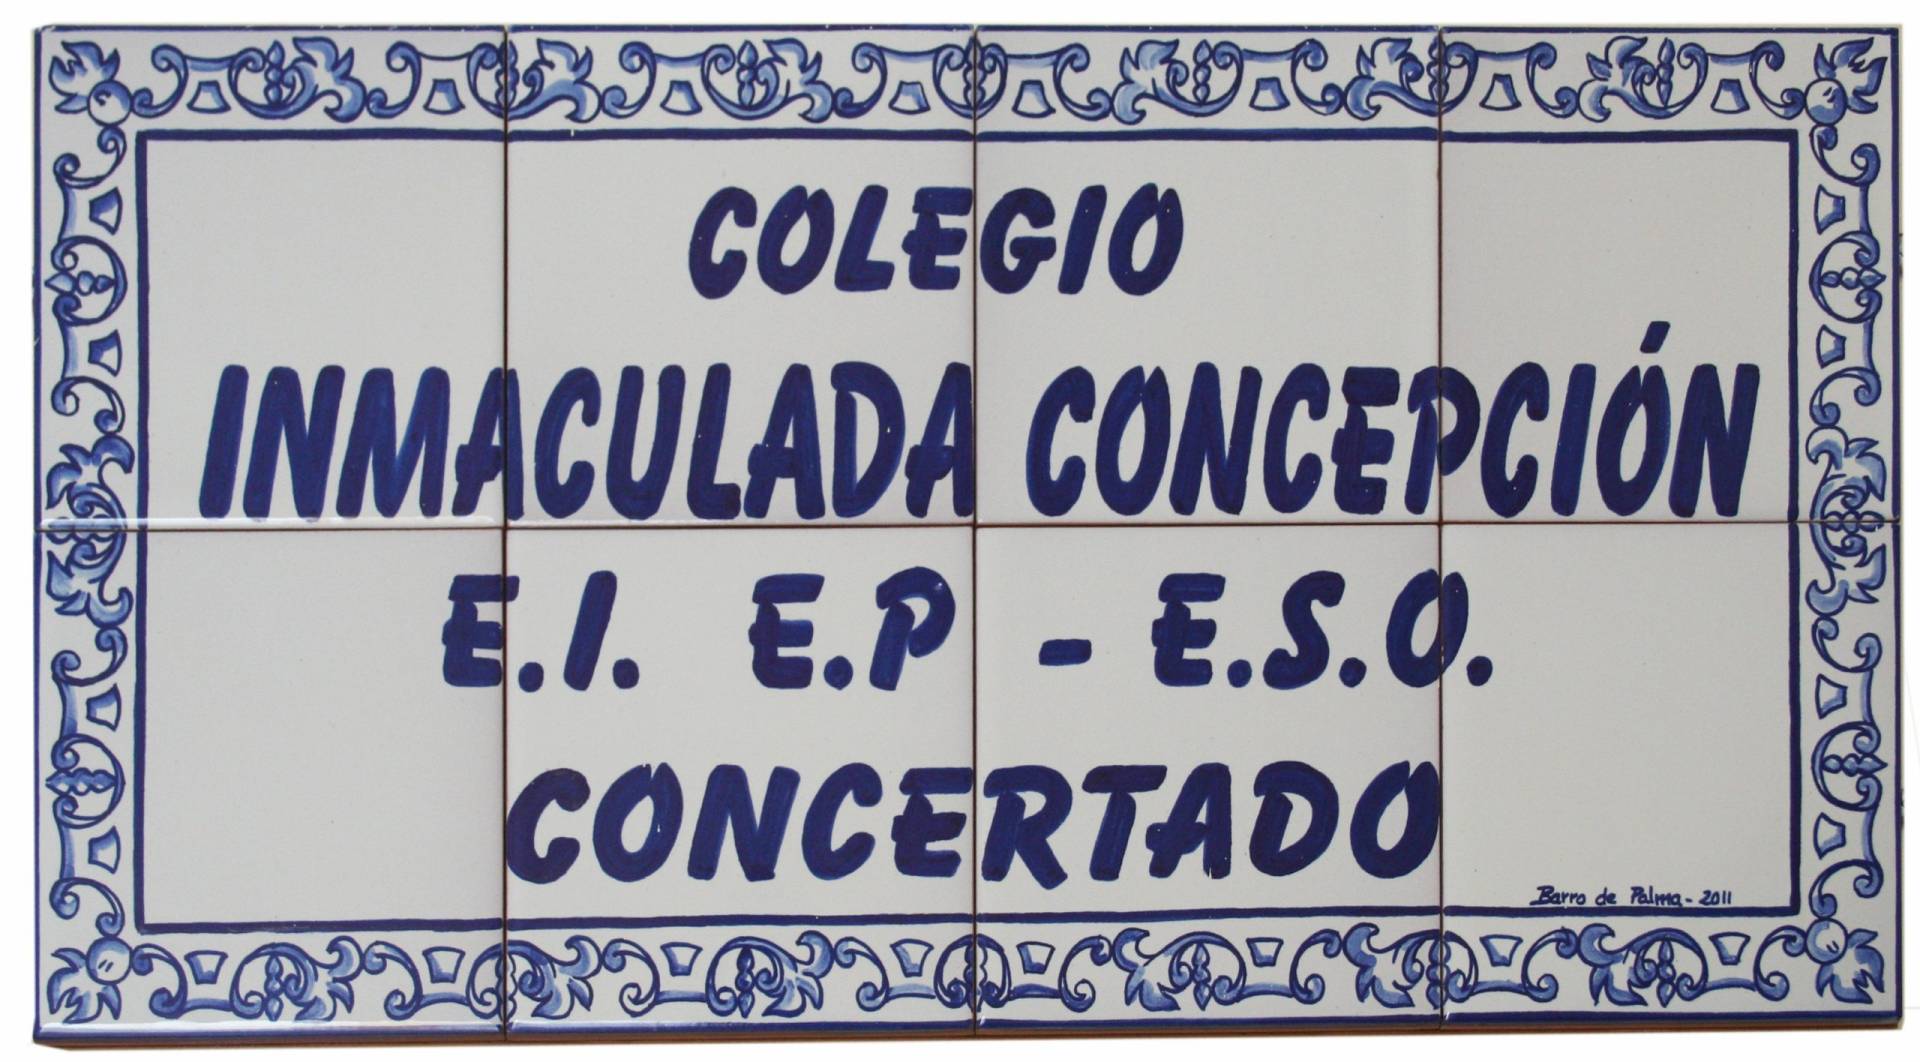 COLEGIO
INMACULADA CONCEPCIÓN
E.I. E.P - E.S.O.
CONCERTADO
Barro de Palma - 2011